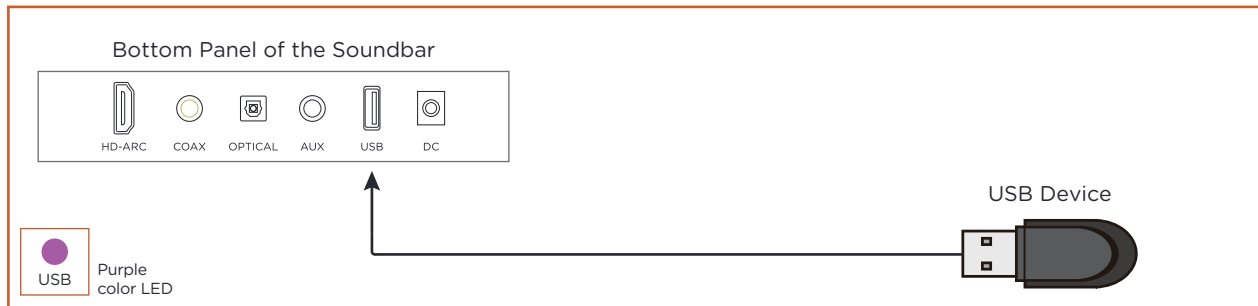 Bottom Panel of the Soundbar
HD-ARC COAX OPTICAL AUX USB DC
USB Device
USB
Purple
color LED